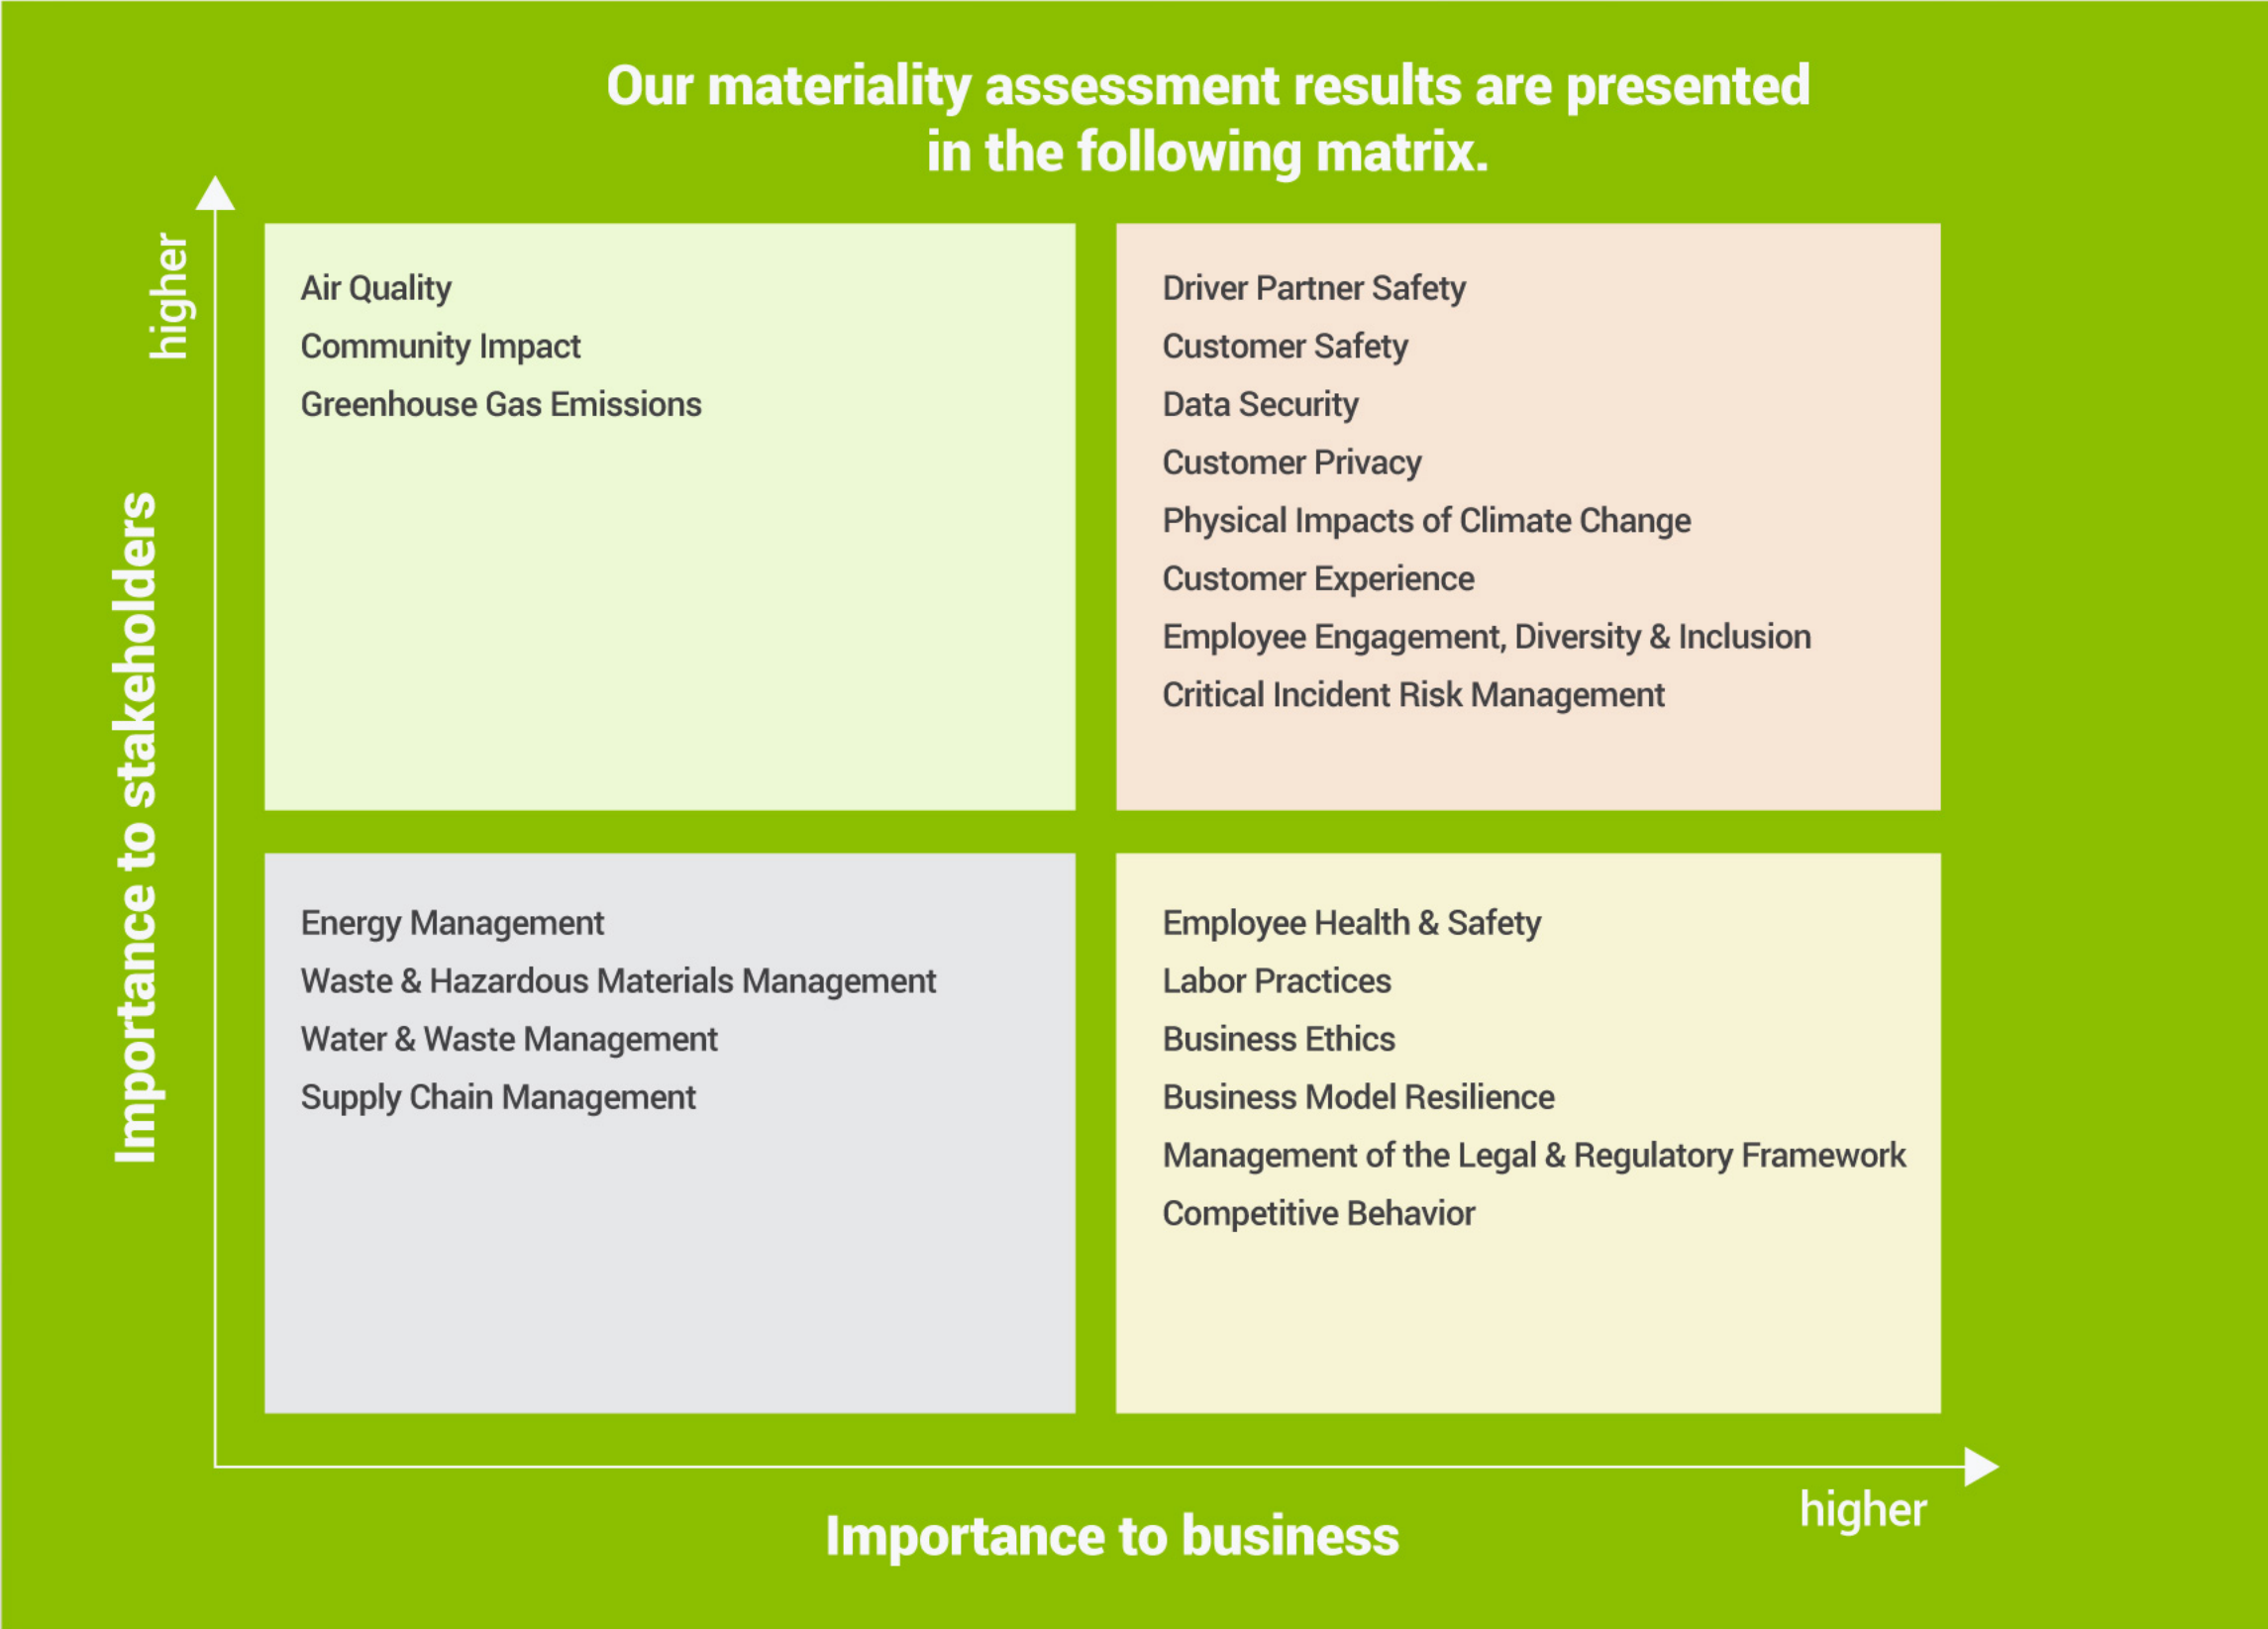 Our materiality assessment results are presented
in the following matrix.
higher
Importance to stakeholders
Air Quality
Community Impact
Greenhouse Gas Emissions
Driver Partner Safety
Customer Safety
Data Security
Customer Privacy
Physical Impacts of Climate Change
Customer Experience
Employee Engagement, Diversity & Inclusion
Critical Incident Risk Management
Energy Management
Waste & Hazardous Materials Management
Water & Waste Management
Supply Chain Management
Employee Health & Safety
Labor Practices
Business Ethics
Business Model Resilience
Management of the Legal & Regulatory Framework
Competitive Behavior
higher
Importance to business